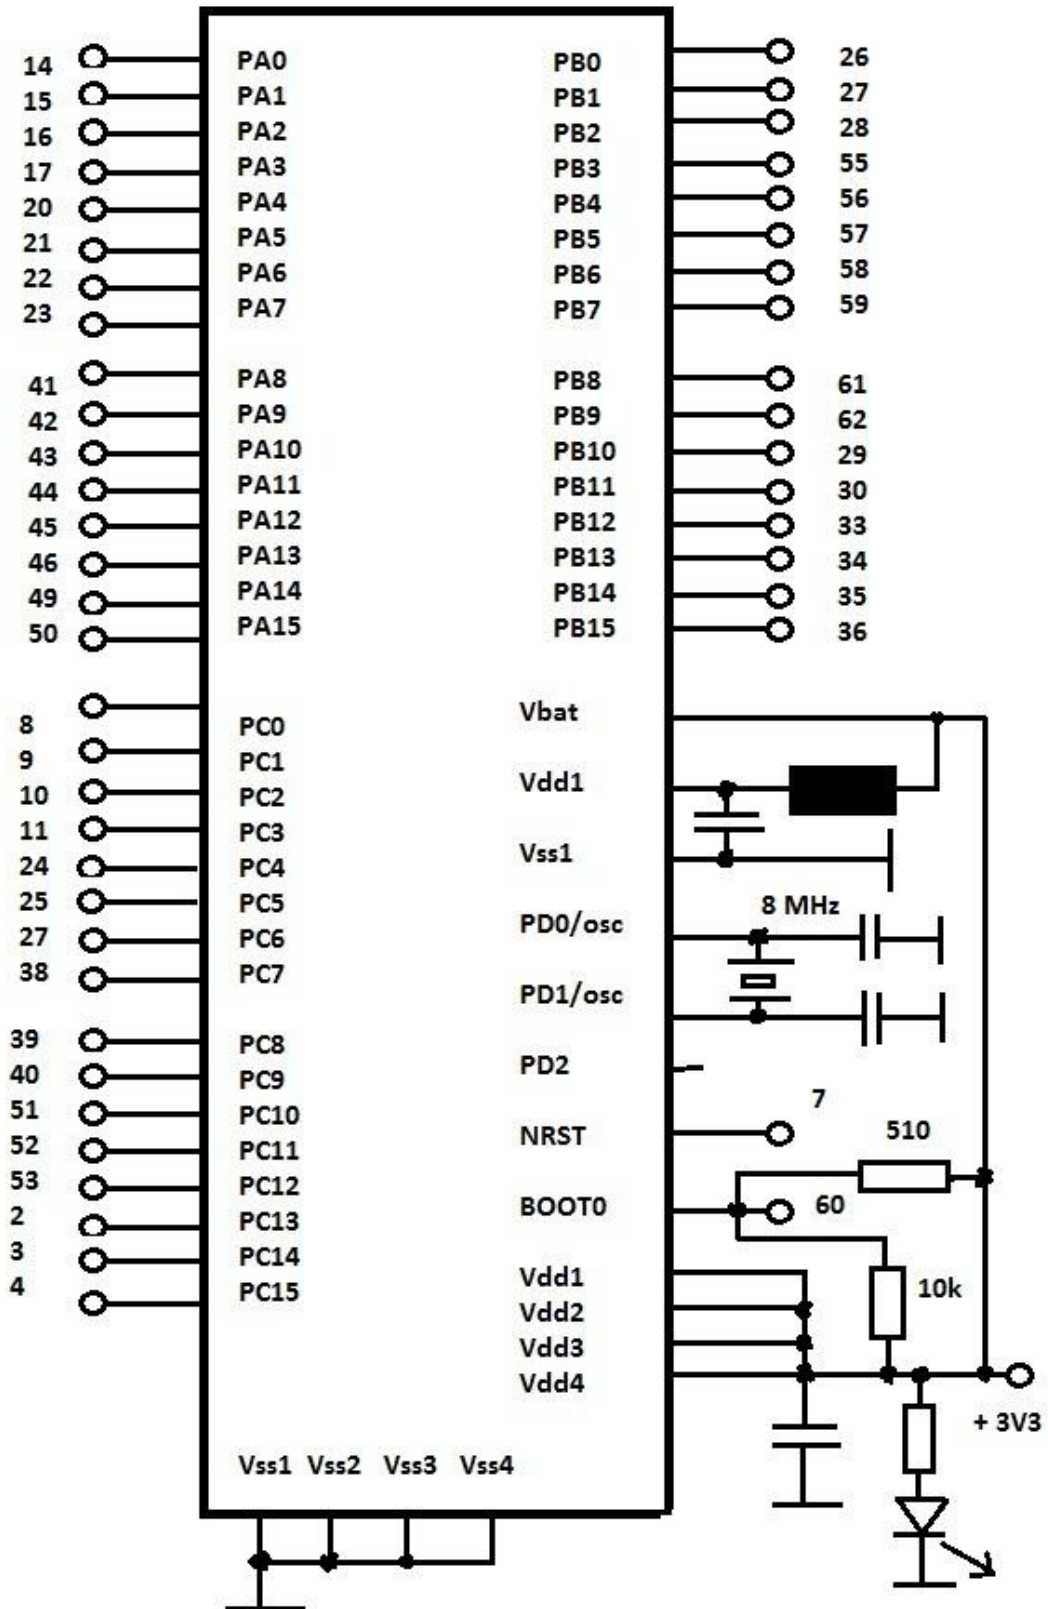 14 PA0 PB0 26
15 PA1 PB1 27
16 PA2 PB2 28
17 PA3 PB3 55
20 PA4 PB4 56
21 PA5 PB5 57
22 PA6 PB6 58
23 PA7 PB7 59
41 PA8 PB8 61
42 PA9 PB9 62
43 PA10 PB10 29
44 PA11 PB11 30
45 PA12 PB12 33
46 PA13 PB13 34
49 PA14 PB14 35
50 PA15 PB15 36
Vbat
8 PC0
9 PC1
Vdd1
10 PC2
11 PC3
Vss1
24 PC4
25 PC5
8 MHz
PD0/osc
27 PC6
38 PC7
PD1/osc
39 PC8
PD2
40 PC9
7
51 PC10
NRST
510
52 PC11
53 PC12
BOOT0
60
2 PC13
3 PC14
Vdd1
10k
4 PC15
Vdd2
Vdd3
Vdd4
+ 3V3
Vss1 Vss2 Vss3 Vss4